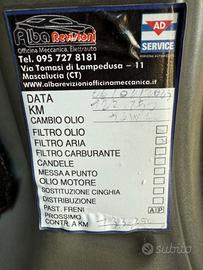 Alba Revisioni
Officina Meccanica, Elettrauto
AD
SERVICE
Tel. 095 727 8181
Via Tomasi di Lampedusa – 11
Mascalucia (CT)
www.albarevisioniofficinameccanica.com
DATA
KM
CAMBIO OLIO
FILTRO OLIO
FILTRO ARIA
FILTRO CARBURANTE
CANDELE
MESSA A PUNTO
OLIO MOTORE
SOSTITUZIONE CINGHIA
DISTRIBUZIONE
PAST. FRENI A P
PROSSIMO
CONTR. A KM
subito